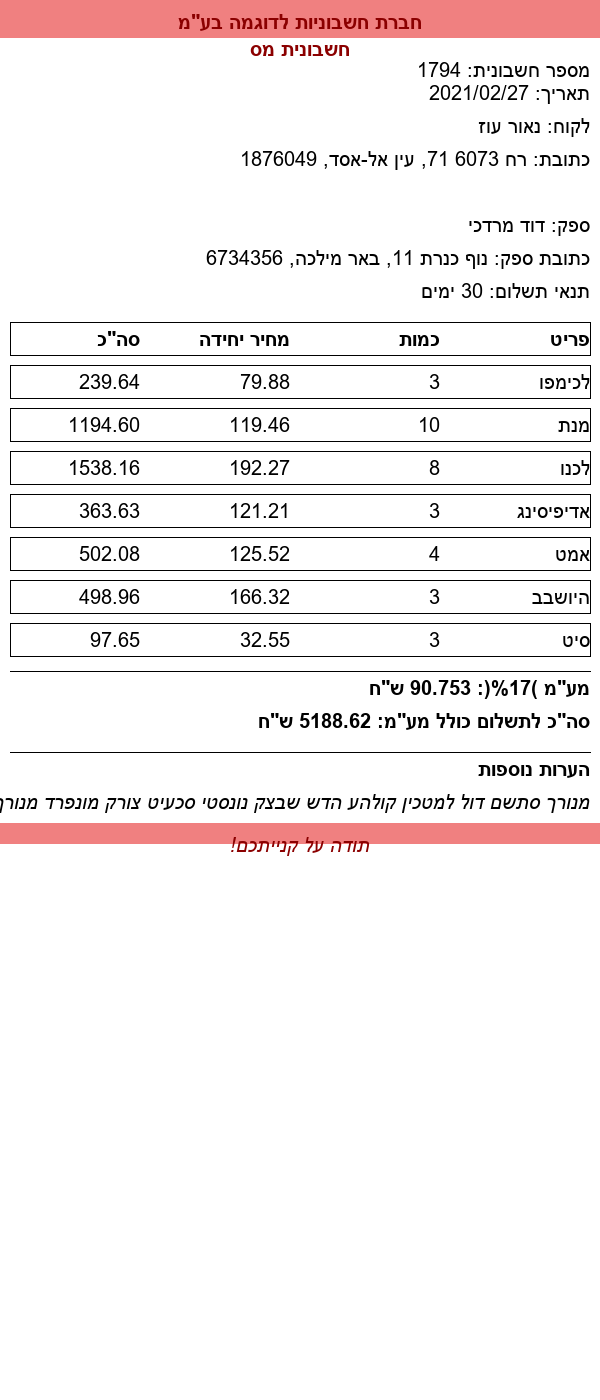 חברת חשבוניות לדוגמה בע"מ
חשבונית מס
מספר חשבונית: 1794
תאריך: 2021/02/27
לקוח: נאור עוז
כתובת: רח 6073 71, עין אל-אסד, 1876049
ספק: דוד מרדכי
כתובת ספק: נוף כנרת 11, באר מילכה, 6734356
תנאי תשלום: 30 ימים
פריט כמות מחיר יחידה סה"כ
לכימפו 3 79.88 239.64
מנת 10 119.46 1194.60
לכנו 8 192.27 1538.16
אדיפיסינג 3 121.21 363.63
אמט 4 125.52 502.08
היושבב 3 166.32 498.96
סיט 3 32.55 97.65
מע"מ )17%(: 90.753 ש"ח
סה"כ לתשלום כולל מע"מ: 5188.62 ש"ח
הערות נוספות
מנורך סתשם דול למטכין קולהע הדש שבצק נונסטי סכעיט צורק מונפרד מנורך
תודה על קנייתכם!